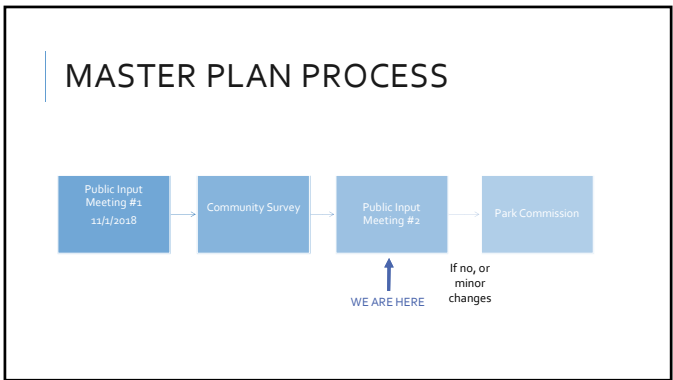 MASTER PLAN PROCESS
Public Input
Meeting #1
11/1/2018
Community Survey
Public Input
Meeting #2
Park Commission
WE ARE HERE
If no, or
minor
changes